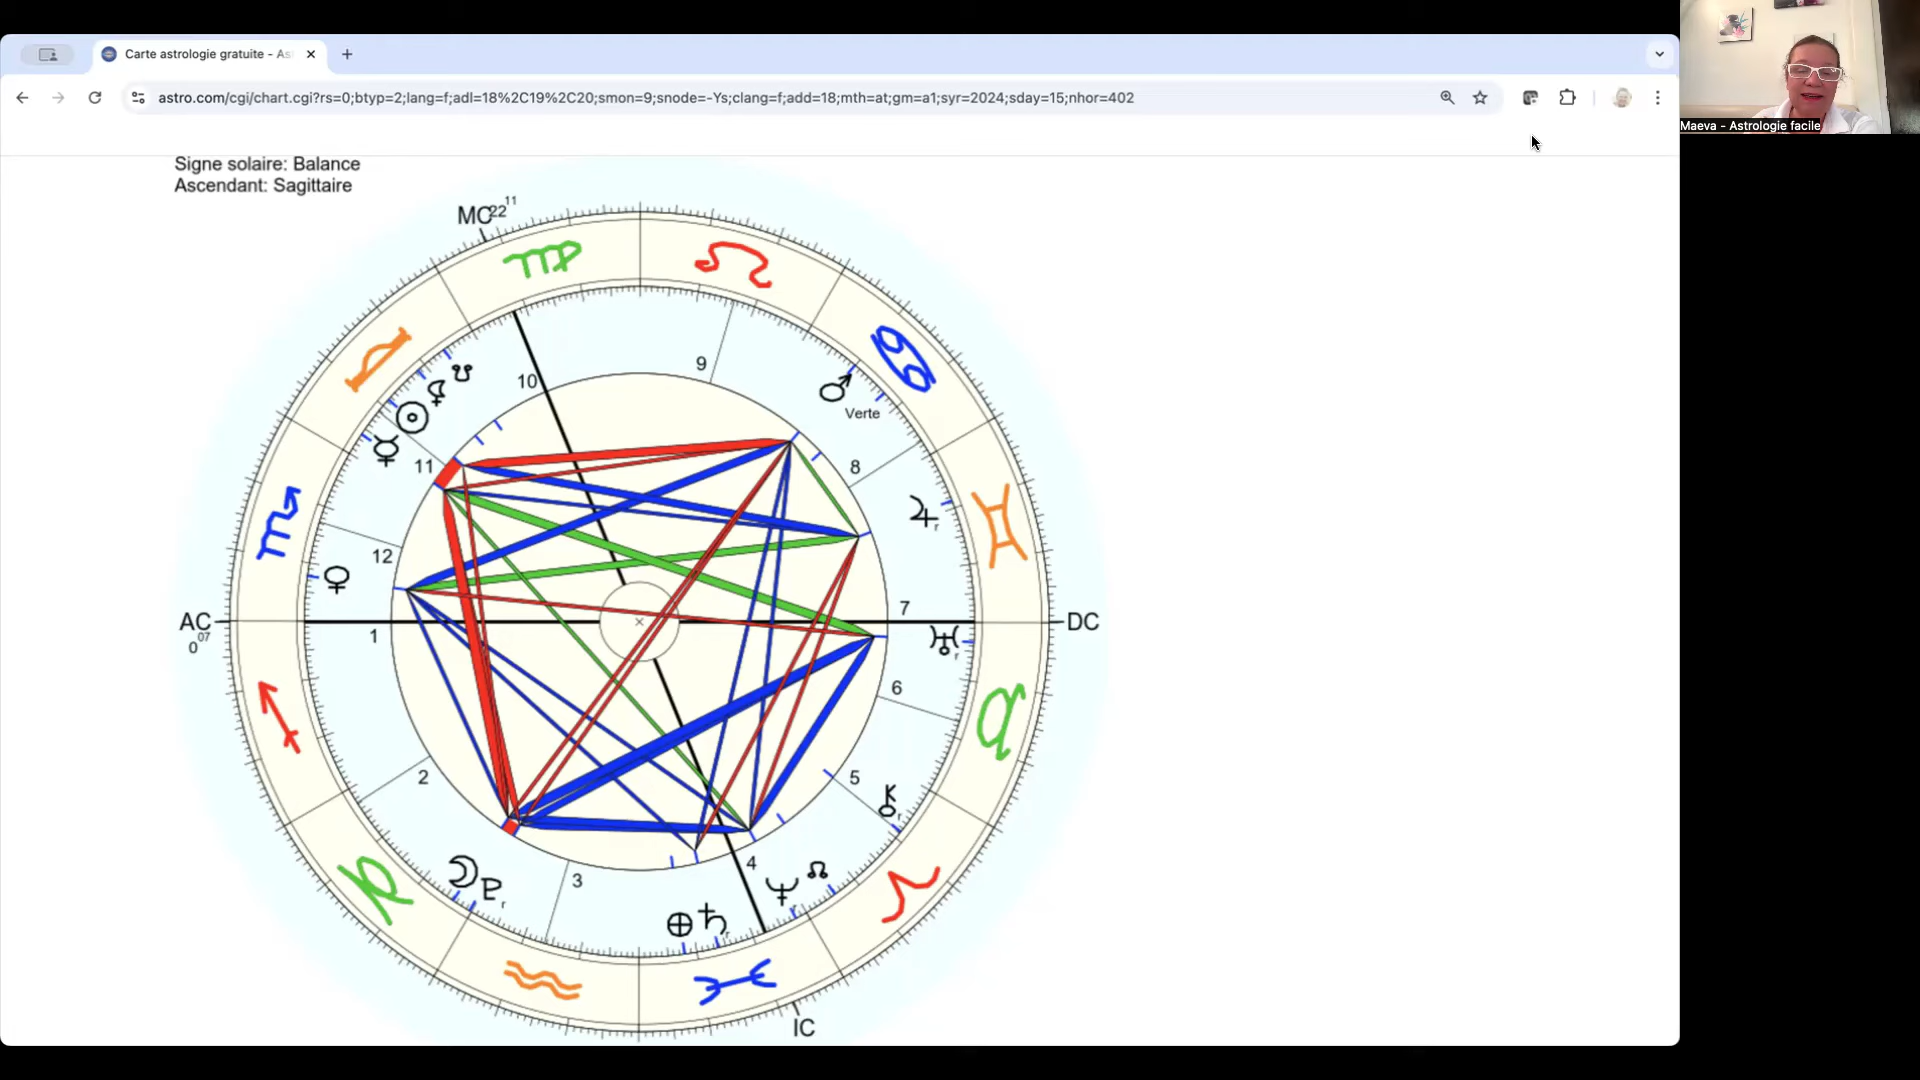 Carte astrologie gratuite - As
astro.com/cgi/chart.cgi?rs=0;btyp=2;lang=f;adl=18%2C19%2C20;smon=9;snode=-Ys;clang=f;add=18;mth=at;gm=a1;syr=2024;sday=15;nhor=402
Maeva - Astrologie facile
Signe solaire: Balance
Ascendant: Sagittaire
MC 22 11
9
10
Verte
11
8
12
7
AC
DC
07
0
1
r
r
6
2
5
r
3
4
r
r
r
IC